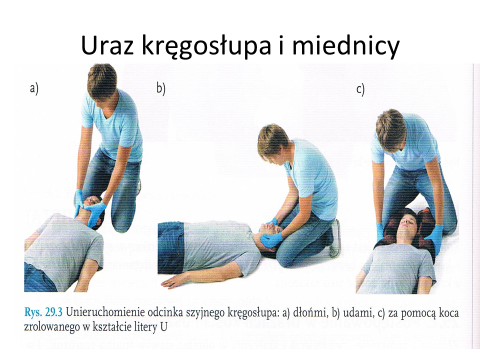 Uraz kręgosłupa i miednicy
a) b) c)
Rys. 29.3 Unieruchomienie odcinka szyjnego kręgosłupa: a) dłońmi, b) udami, c) za pomocą koca
zrolowanego w kształcie litery U